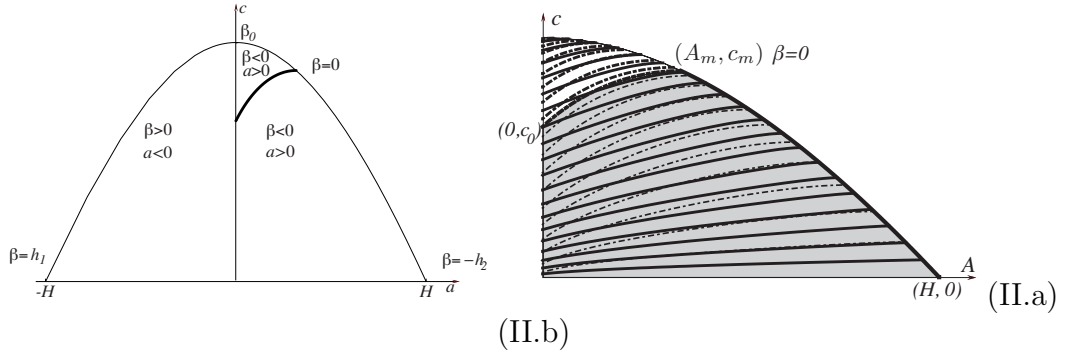 c
β₀
β<0
a>0
β=0
β>0
a<0
β<0
a>0
β=h₁
β=−h₂
-H
H
a
(II.b)
c
(Aₘ, cₘ) β=0
(0,c₀)
A
(H, 0)
(II.a)